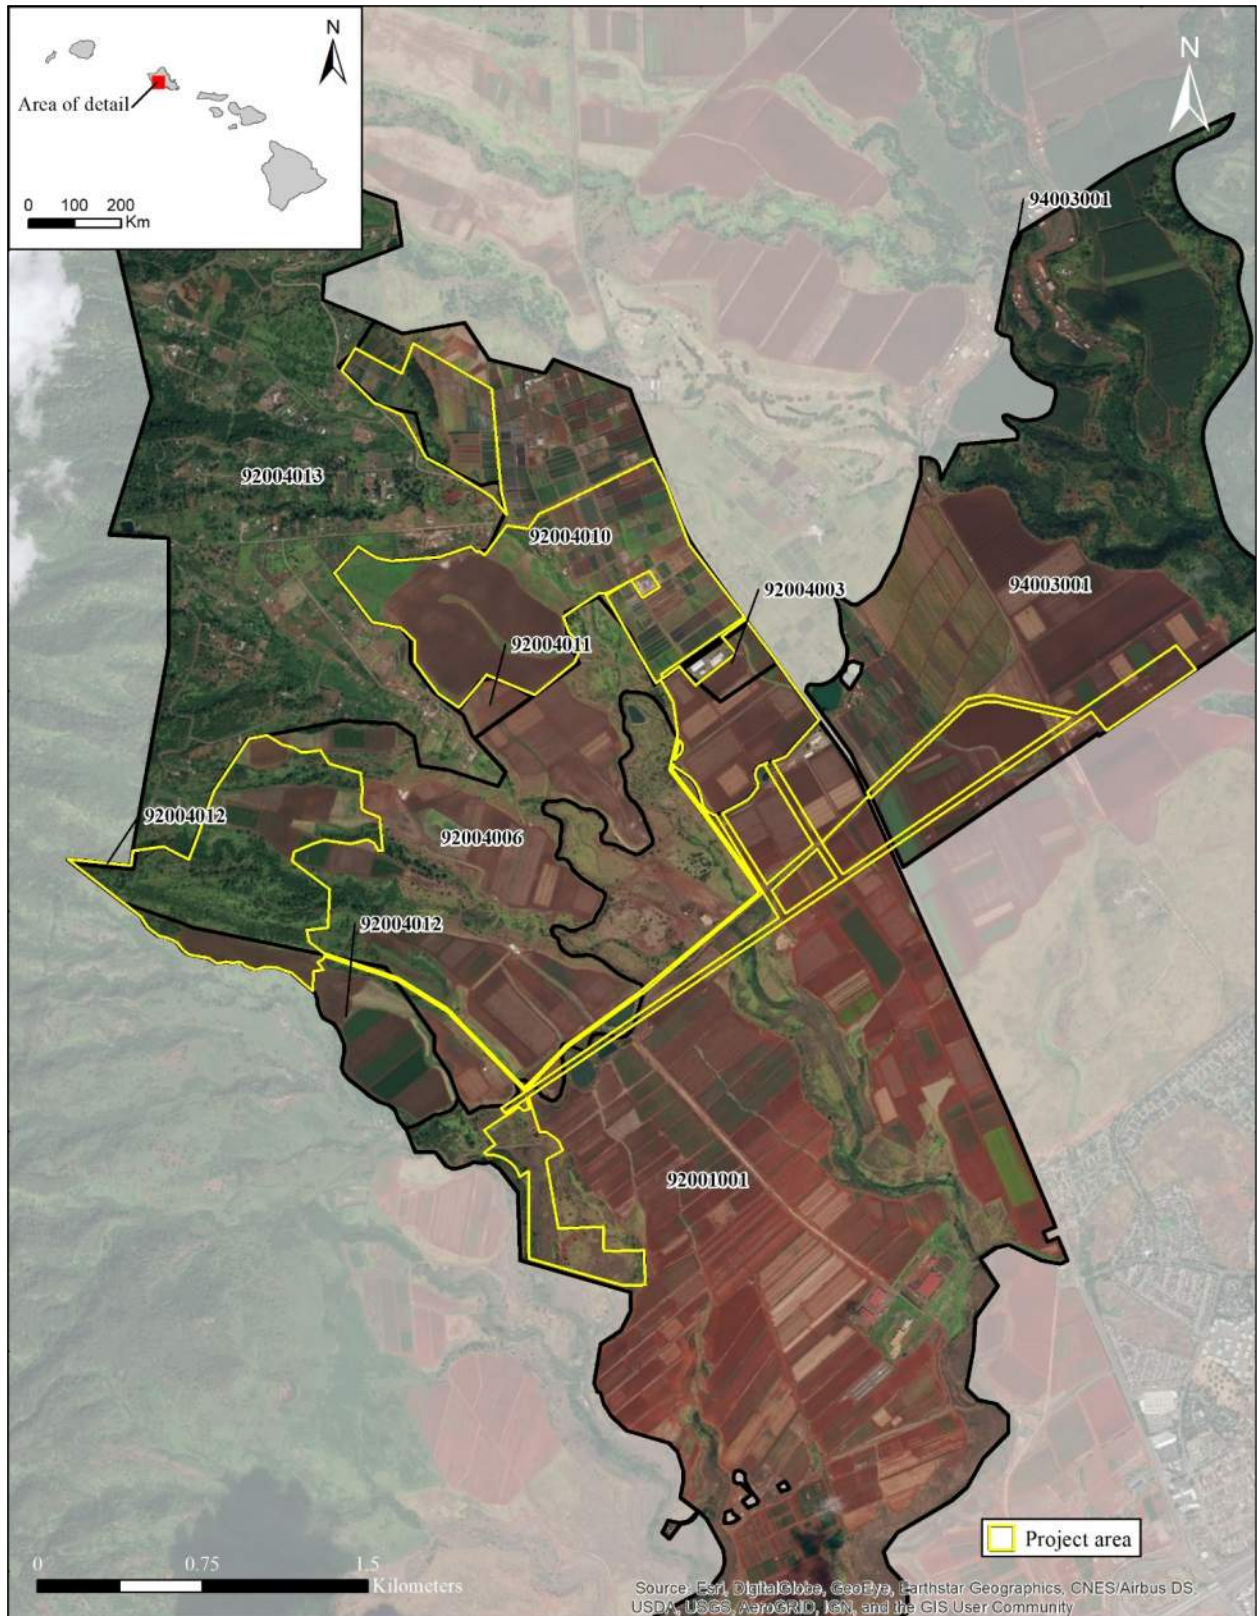 N
Area of detail
0 100 200
Km
N
94003001
92004013
92004010
92004003
94003001
92004011
92004012
92004006
92004012
92001001
Project area
0 0.75 1.5
Kilometers
Source: Esri, DigitalGlobe, GeoEye, Earthstar Geographics, CNES/Airbus DS,
USDA, USGS, AeroGRID, IGN, and the GIS User Community